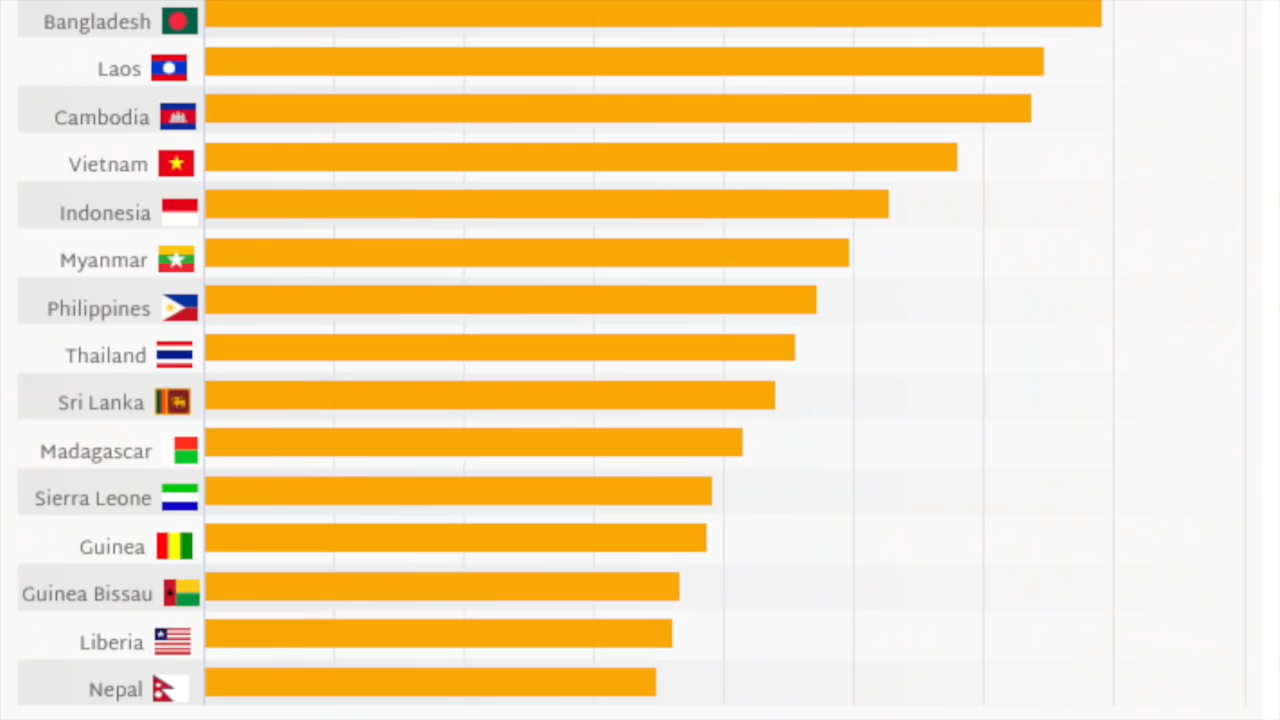 Bangladesh
Laos
Cambodia
Vietnam
Indonesia
Myanmar
Philippines
Thailand
Sri Lanka
Madagascar
Sierra Leone
Guinea
Guinea Bissau
Liberia
Nepal